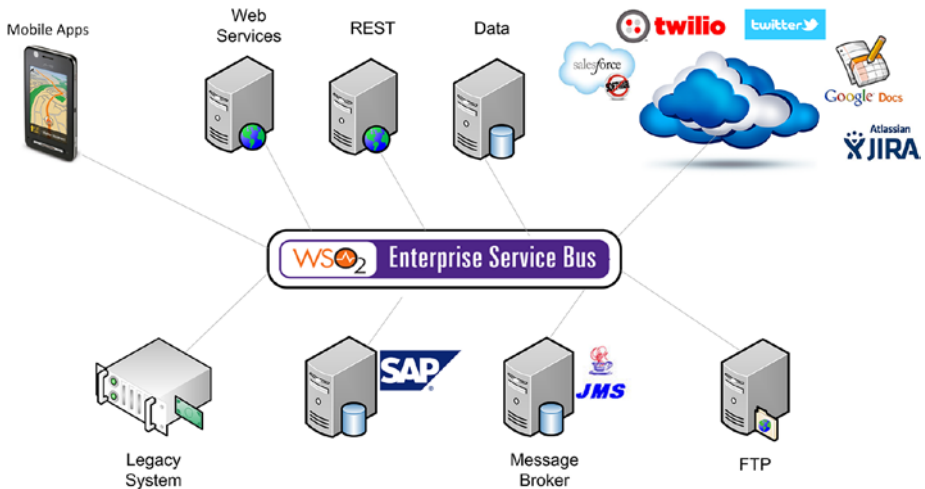 Mobile Apps
Web
Services
REST
Data
twilio
twitter
salesforce
Google Docs
Atlassian
JIRA
WSO2
Enterprise Service Bus
SAP
JMS
Legacy
System
Message
Broker
FTP